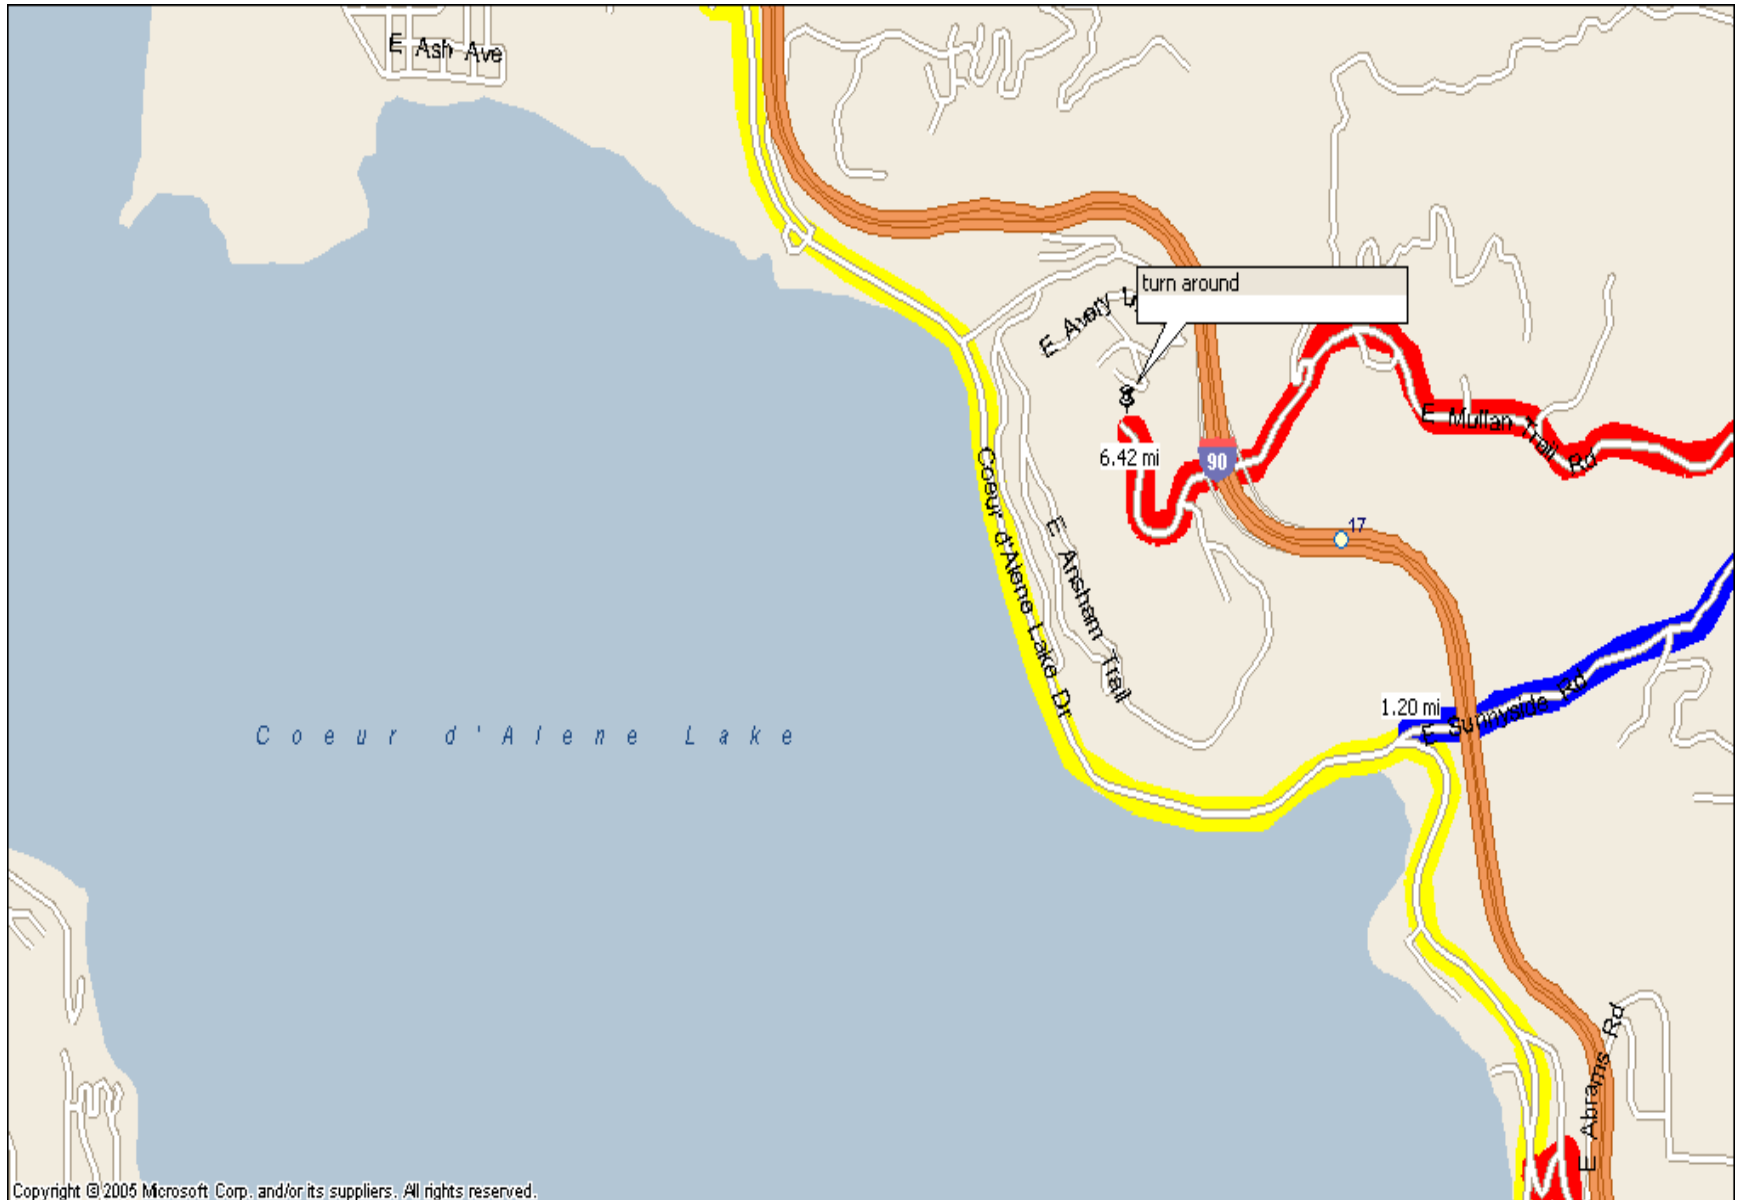 E Ash Ave
turn around
E Avery
E Mullan Trail Rd
6.42 mi
90
17
Coeur d'Alene Lake Dr
E Ansham Trail
1.20 mi
E Sunnyside Rd
Coeur d'Alene Lake
E Abrams Rd
Copyright © 2005 Microsoft Corp. and/or its suppliers. All rights reserved.